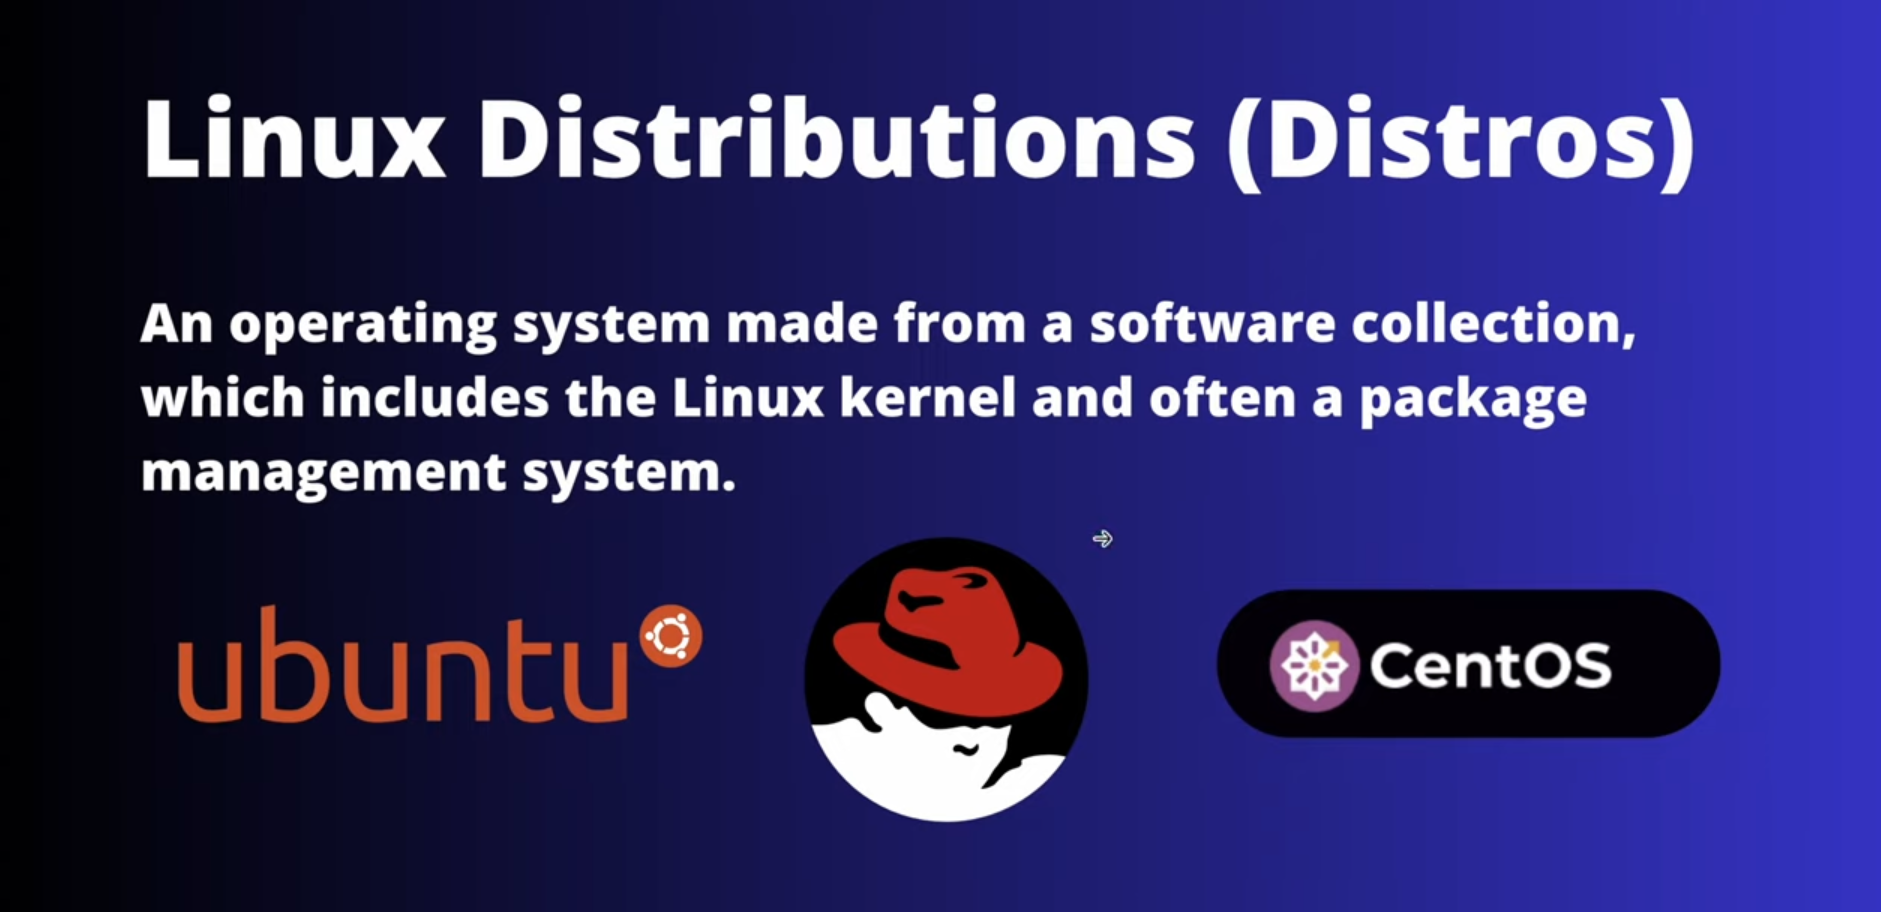 Linux Distributions (Distros)
An operating system made from a software collection,
which includes the Linux kernel and often a package
management system.
ubuntu
CentOS